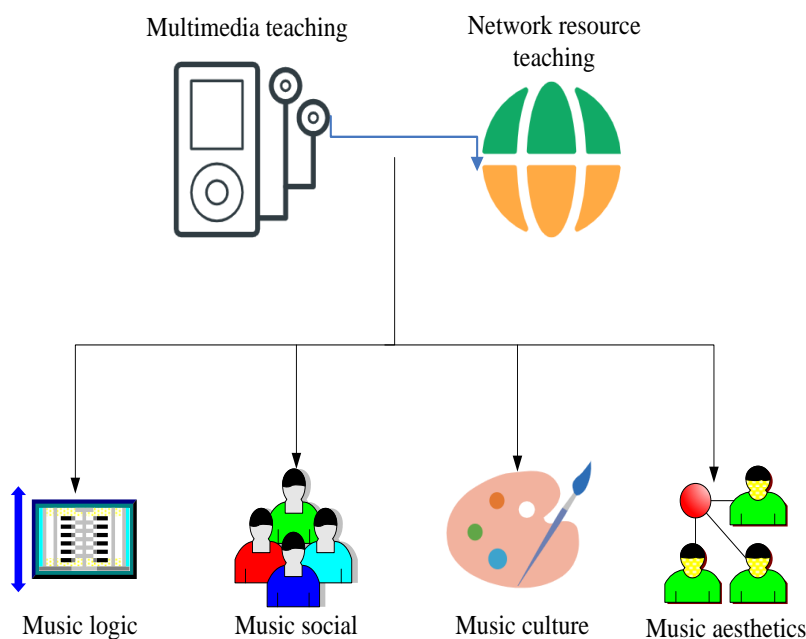 Multimedia teaching
Network resource
teaching
Music logic
Music social
Music culture
Music aesthetics